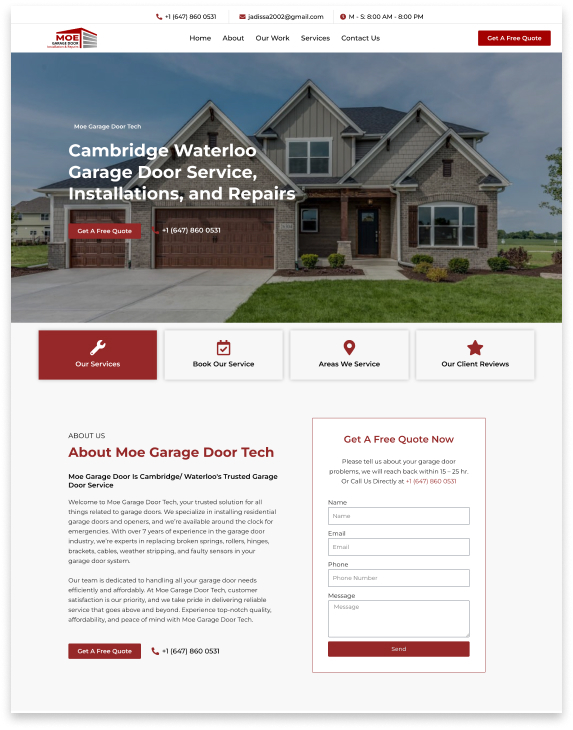 +1 (647) 860 0531
jadissa2002@gmail.com
M - S: 8:00 AM - 8:00 PM
MOE
GARAGE DOOR
Installation & Repairs
Home
About
Our Work
Services
Contact Us
Get A Free Quote
Moe Garage Door Tech
Cambridge Waterloo
Garage Door Service,
Installations, and Repairs
Get A Free Quote
+1 (647) 860 0531
Our Services
Book Our Service
Areas We Service
Our Client Reviews
ABOUT US
About Moe Garage Door Tech
Moe Garage Door Is Cambridge/ Waterloo's Trusted Garage
Door Service
Welcome to Moe Garage Door Tech, your trusted solution for all
things related to garage doors. We specialize in installing residential
garage doors and openers, and we're available around the clock for
emergencies. With over 7 years of experience in the garage door
industry, we're experts in replacing broken springs, rollers, hinges,
brackets, cables, weather stripping, and faulty sensors in your
garage door system.
Our team is dedicated to handling all your garage door needs
efficiently and affordably. At Moe Garage Door Tech, customer
satisfaction is our priority, and we take pride in delivering reliable
service that goes above and beyond. Experience top-notch quality,
affordability, and peace of mind with Moe Garage Door Tech.
Get A Free Quote
+1 (647) 860 0531
Get A Free Quote Now
Please tell us about your garage door
problems, we will reach back within 15 – 25 hr.
Or Call Us Directly at +1 (647) 860 0531
Name
Name
Email
Email
Phone
Phone Number
Message
Message
Send